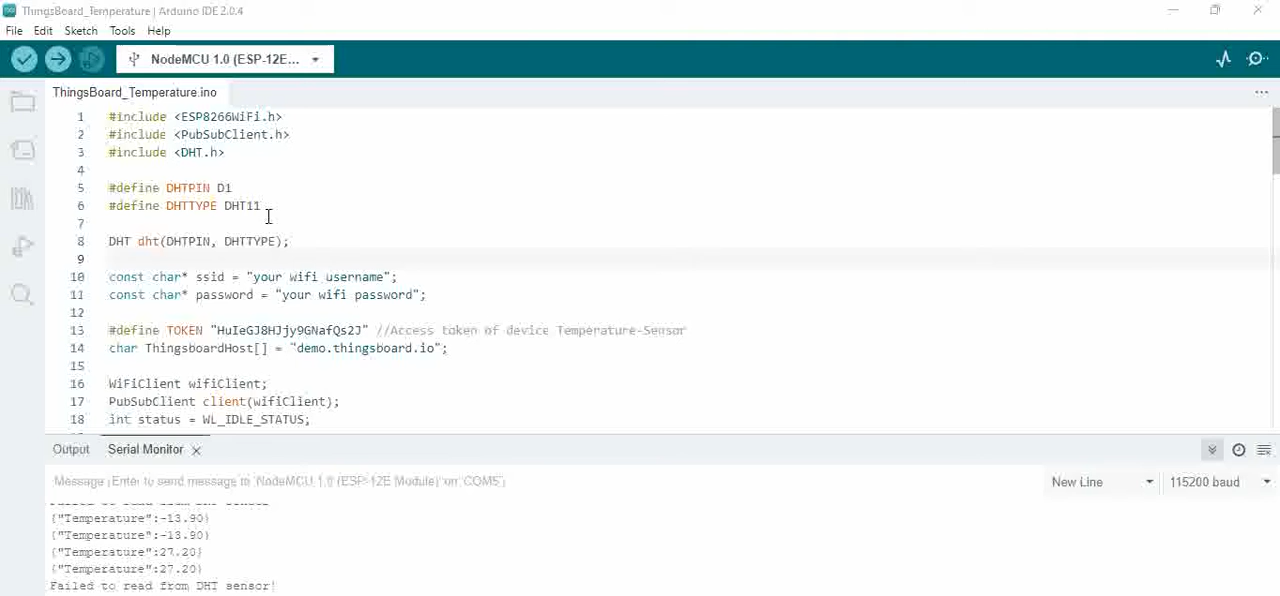 ThingsBoard_Temperature | Arduino IDE 2.0.4
File Edit Sketch Tools Help
NodeMCU 1.0 (ESP-12E...
ThingsBoard_Temperature.ino
1 #include <ESP8266WiFi.h>
2 #include <PubSubClient.h>
3 #include <DHT.h>
4
5 #define DHTPIN D1
6 #define DHTTYPE DHT11
7
8 DHT dht(DHTPIN, DHTTYPE);
9
10 const char* ssid = "your wifi username";
11 const char* password = "your wifi password";
12
13 #define TOKEN "HuIeGJ8HJjy9GNafQs2J" //Access token of device Temperature-Sensor
14 char ThingsboardHost[] = "demo.thingsboard.io";
15
16 WiFiClient wifiClient;
17 PubSubClient client(wifiClient);
18 int status = WL_IDLE_STATUS;
Output Serial Monitor
Message (Enter to send message to 'NodeMCU 1.0 (ESP-12E Module)' on 'COM5')
New Line 115200 baud
{"Temperature":-13.90}
{"Temperature":-13.90}
{"Temperature":27.20}
{"Temperature":27.20}
Failed to read from DHT sensor!